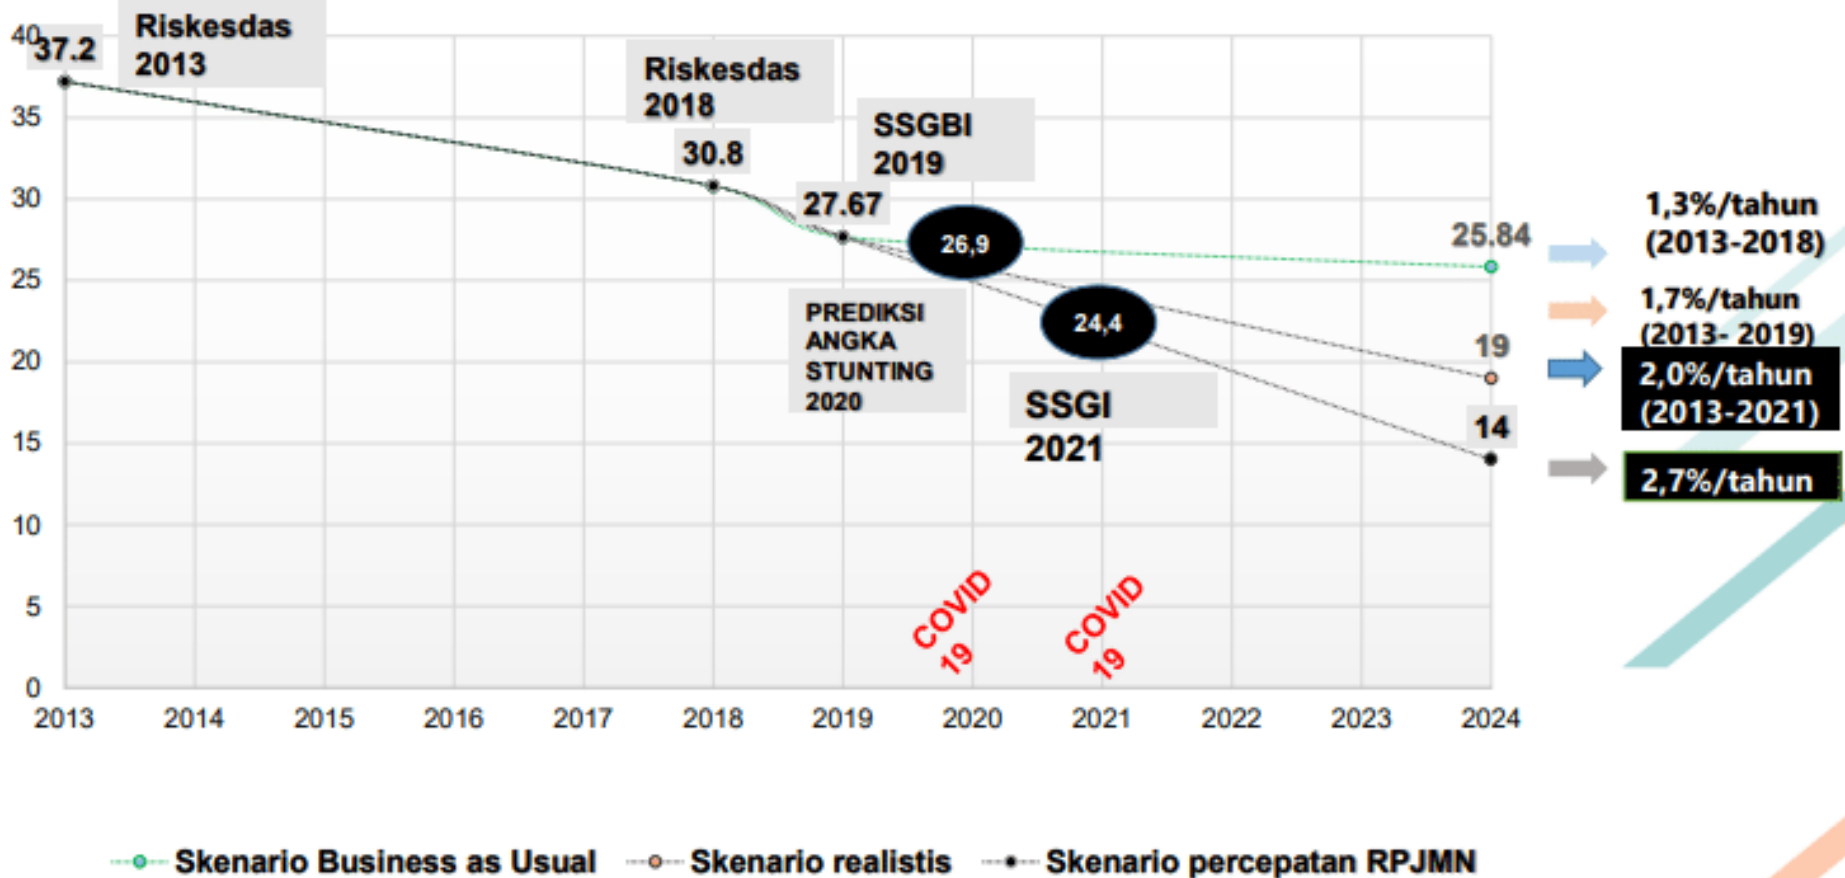 40
37.2
Riskesdas
2013
35
Riskesdas
2018
30.8
SSGBI
2019
30
27.67
26,9
25.84
25
PREDIKSI
ANGKA
STUNTING
2020
24,4
SSGI
2021
20
19
15
14
10
5
0
COVID
19
COVID
19
2013 2014 2015 2016 2017 2018 2019 2020 2021 2022 2023 2024
1,3%/tahun
(2013-2018)
1,7%/tahun
(2013- 2019)
2,0%/tahun
(2013-2021)
2,7%/tahun
Skenario Business as Usual Skenario realistis Skenario percepatan RPJMN